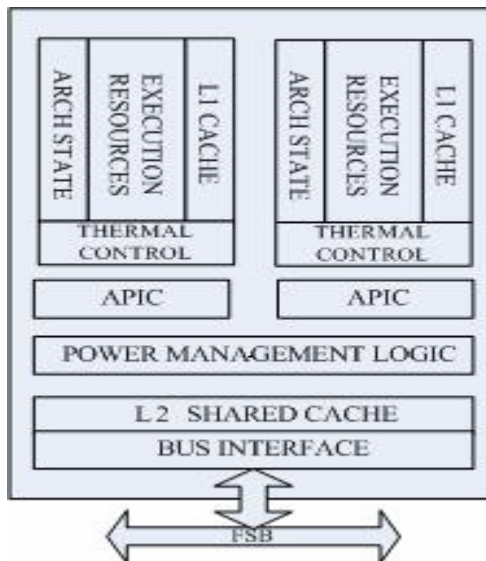 ARCH STATE
EXECUTION
RESOURCES
L1 CACHE
THERMAL
CONTROL
ARCH STATE
EXECUTION
RESOURCES
L1 CACHE
THERMAL
CONTROL
APIC
APIC
POWER MANAGEMENT LOGIC
L2 SHARED CACHE
BUS INTERFACE
FSB